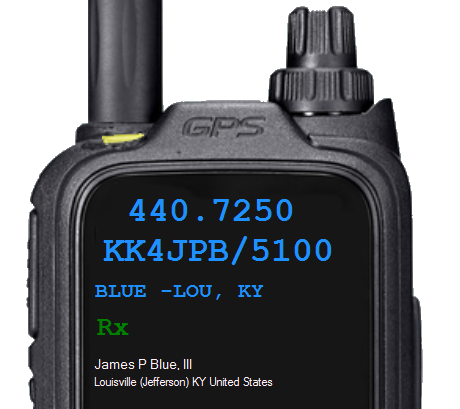 GPS
440.7250
KK4JPB/5100
BLUE -LOU, KY
Rx
James P Blue, III
Louisville (Jefferson) KY United States